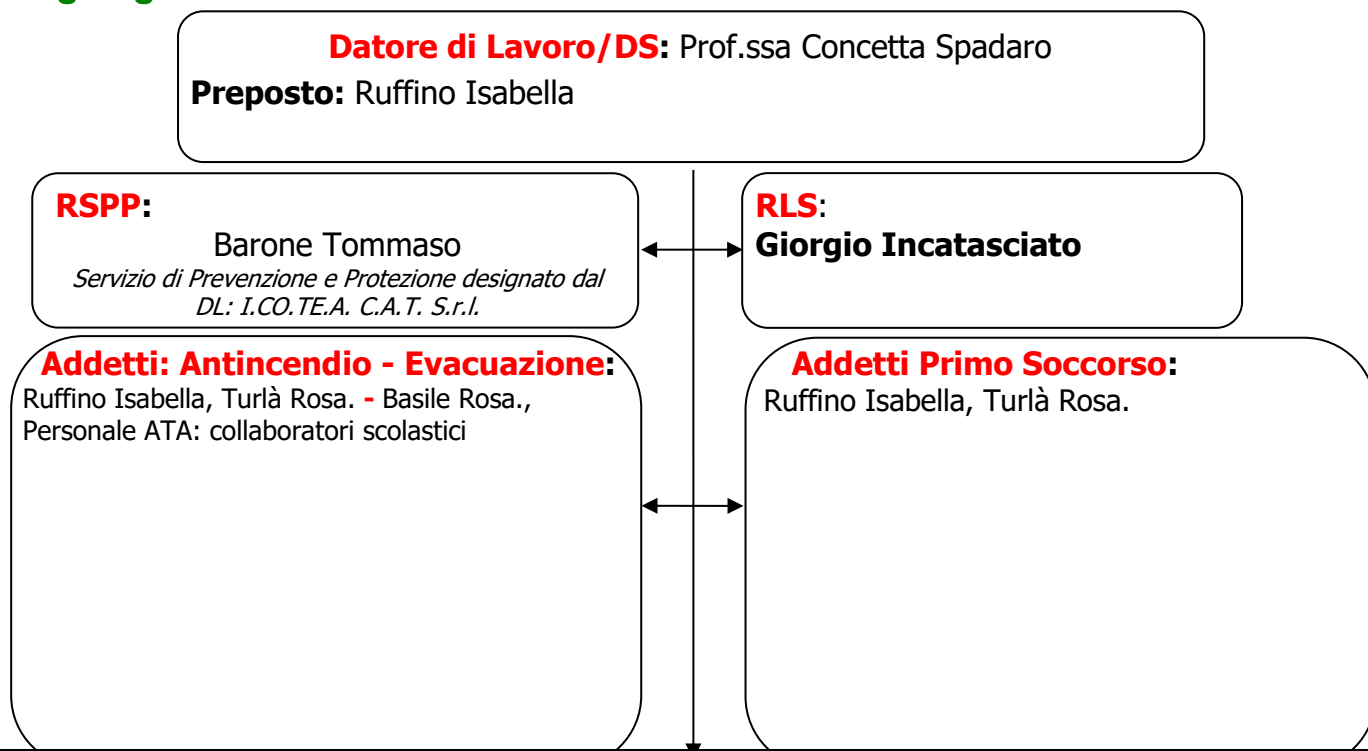 Datore di Lavoro/DS: Prof.ssa Concetta Spadaro
Preposto: Ruffino Isabella
RSPP:
Barone Tommaso
Servizio di Prevenzione e Protezione designato dal
DL: I.CO.TE.A. C.A.T. S.r.l.
RLS:
Giorgio Incatasciato
Addetti: Antincendio - Evacuazione:
Ruffino Isabella, Turlà Rosa. - Basile Rosa.,
Personale ATA: collaboratori scolastici
Addetti Primo Soccorso:
Ruffino Isabella, Turlà Rosa.